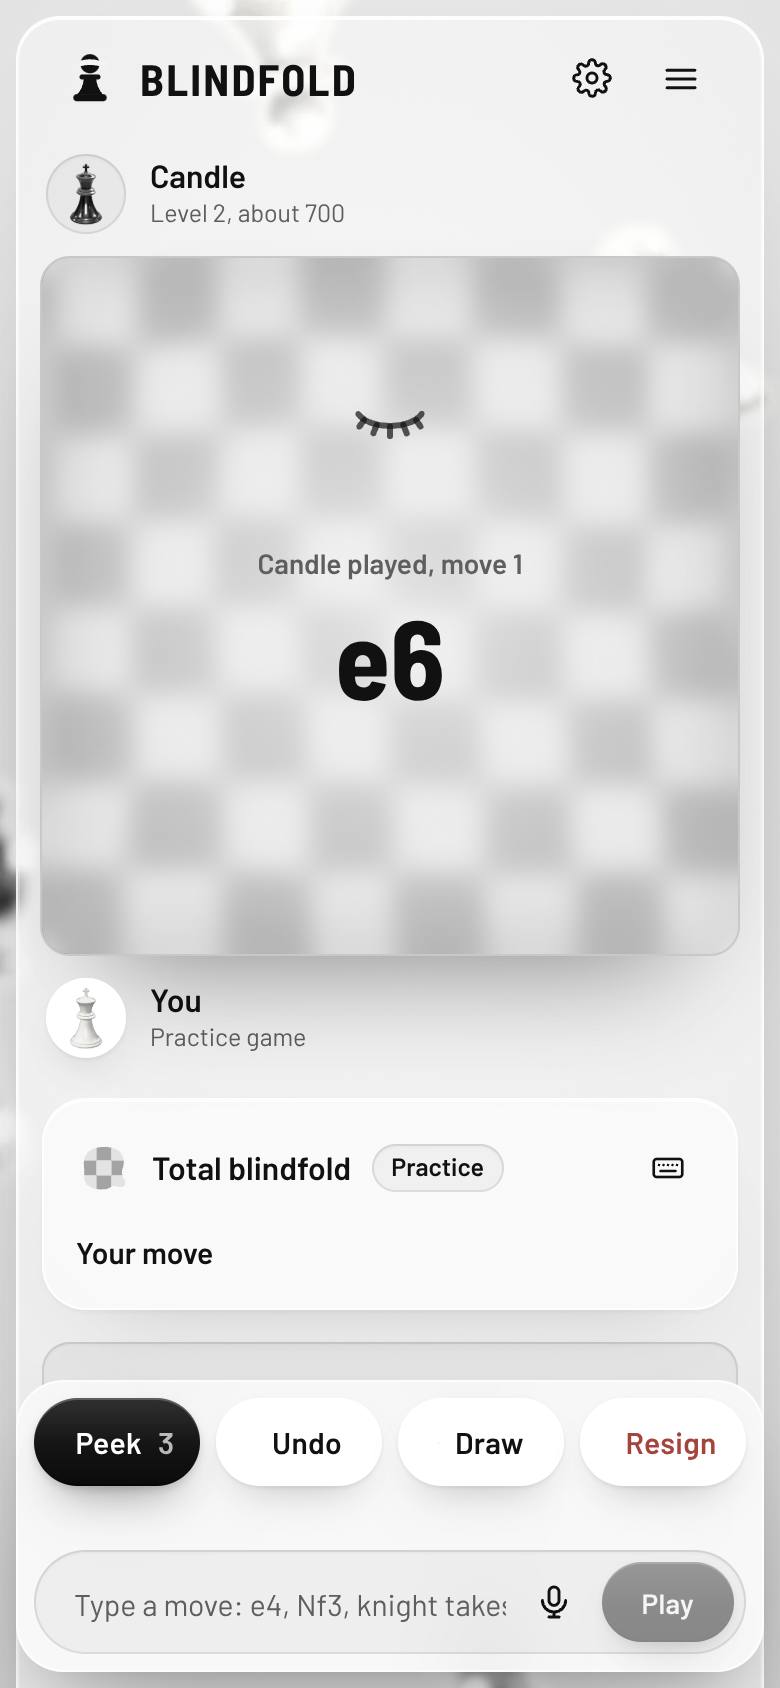 BLINDFOLD
Candle
Level 2, about 700
Candle played, move 1
e6
You
Practice game
Total blindfold
Practice
Your move
Peek 3
Undo
Draw
Resign
Type a move: e4, Nf3, knight takes
Play